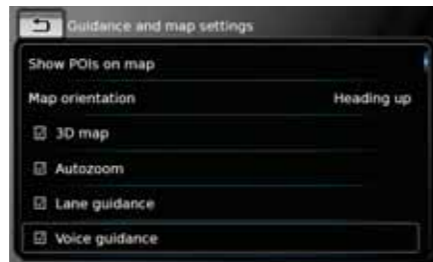 Guidance and map settings
Show POIs on map
Map orientation Heading up
3D map
Autozoom
Lane guidance
Voice guidance